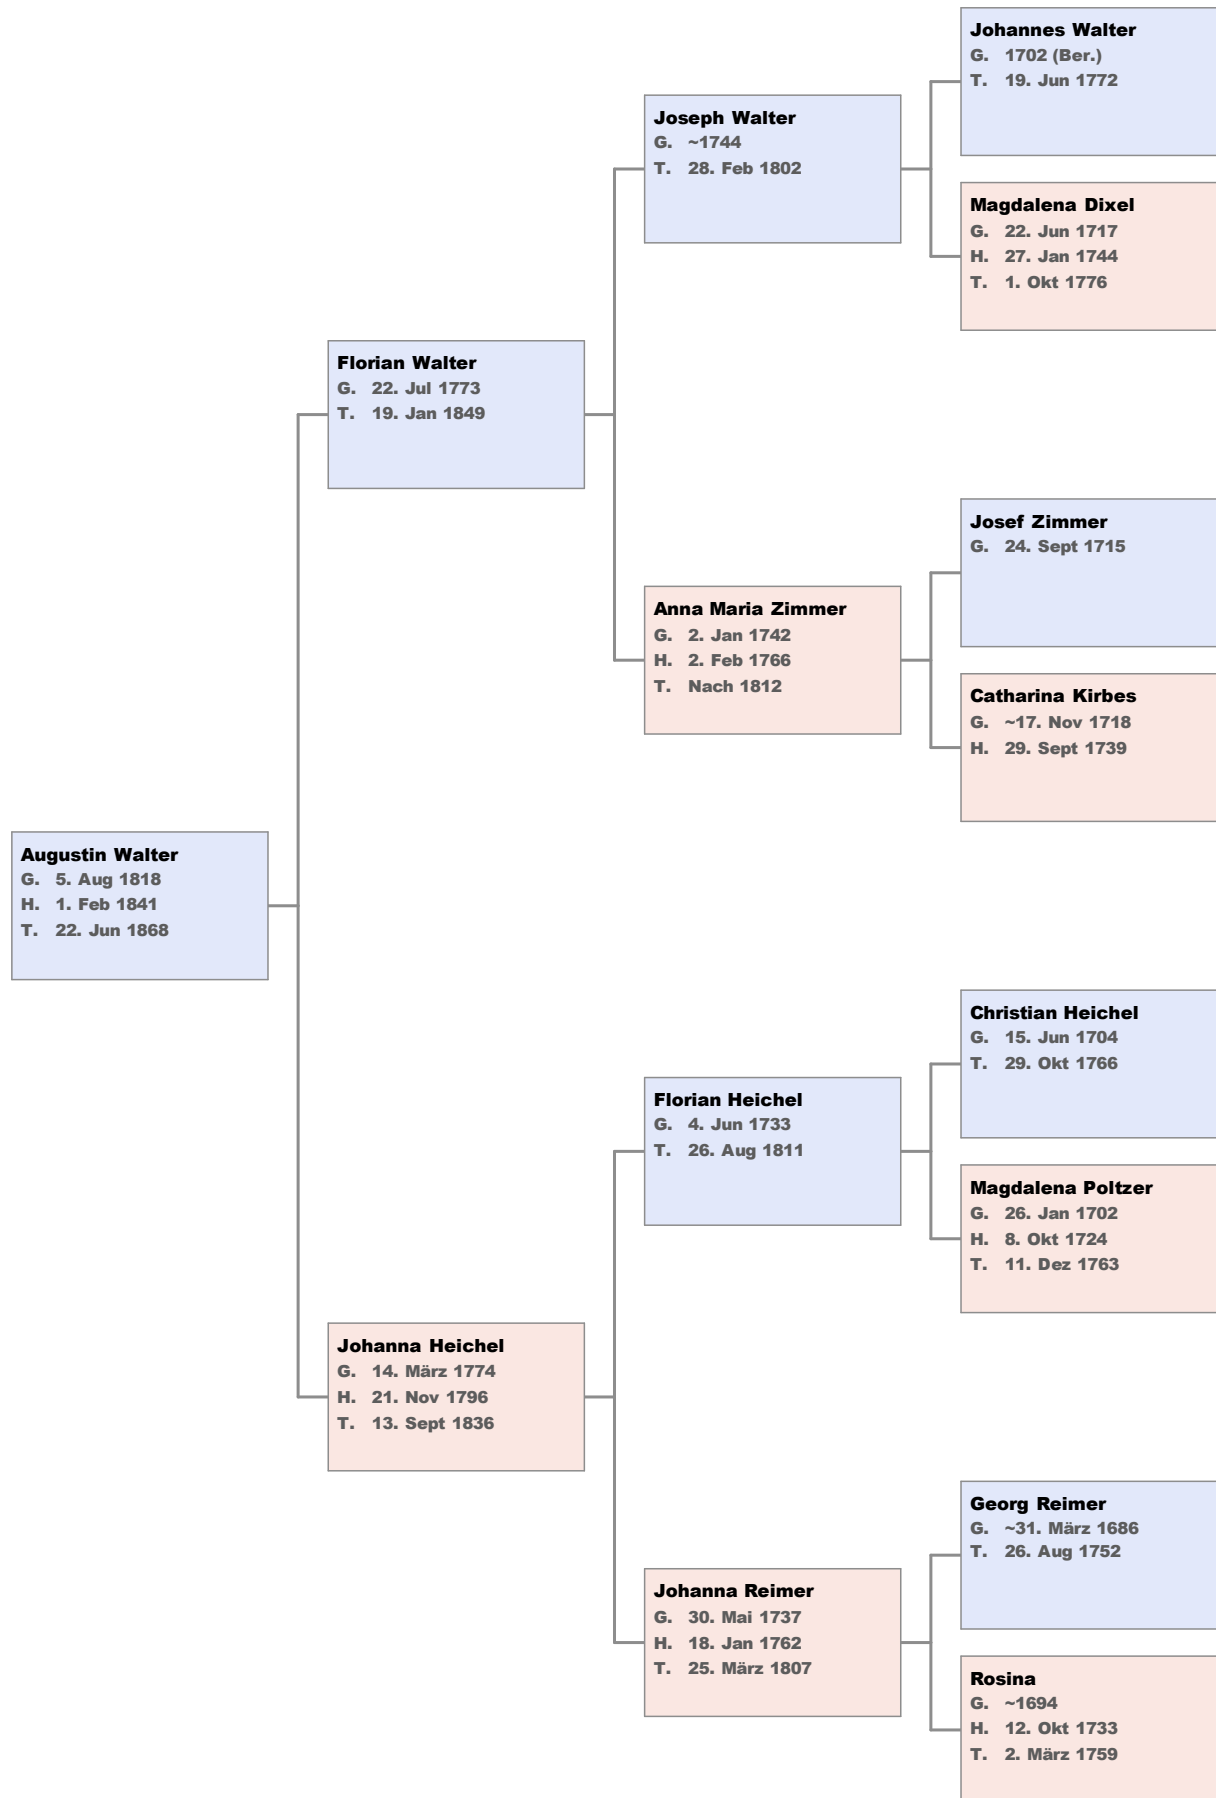 Johannes Walter
G. 1702 (Ber.)
T. 19. Jun 1772
Joseph Walter
G. ~1744
T. 28. Feb 1802
Magdalena Dixel
G. 22. Jun 1717
H. 27. Jan 1744
T. 1. Okt 1776
Florian Walter
G. 22. Jul 1773
T. 19. Jan 1849
Josef Zimmer
G. 24. Sept 1715
Anna Maria Zimmer
G. 2. Jan 1742
H. 2. Feb 1766
T. Nach 1812
Catharina Kirbes
G. ~17. Nov 1718
H. 29. Sept 1739
Augustin Walter
G. 5. Aug 1818
H. 1. Feb 1841
T. 22. Jun 1868
Christian Heichel
G. 15. Jun 1704
T. 29. Okt 1766
Florian Heichel
G. 4. Jun 1733
T. 26. Aug 1811
Magdalena Poltzer
G. 26. Jan 1702
H. 8. Okt 1724
T. 11. Dez 1763
Johanna Heichel
G. 14. März 1774
H. 21. Nov 1796
T. 13. Sept 1836
Georg Reimer
G. ~31. März 1686
T. 26. Aug 1752
Johanna Reimer
G. 30. Mai 1737
H. 18. Jan 1762
T. 25. März 1807
Rosina
G. ~1694
H. 12. Okt 1733
T. 2. März 1759